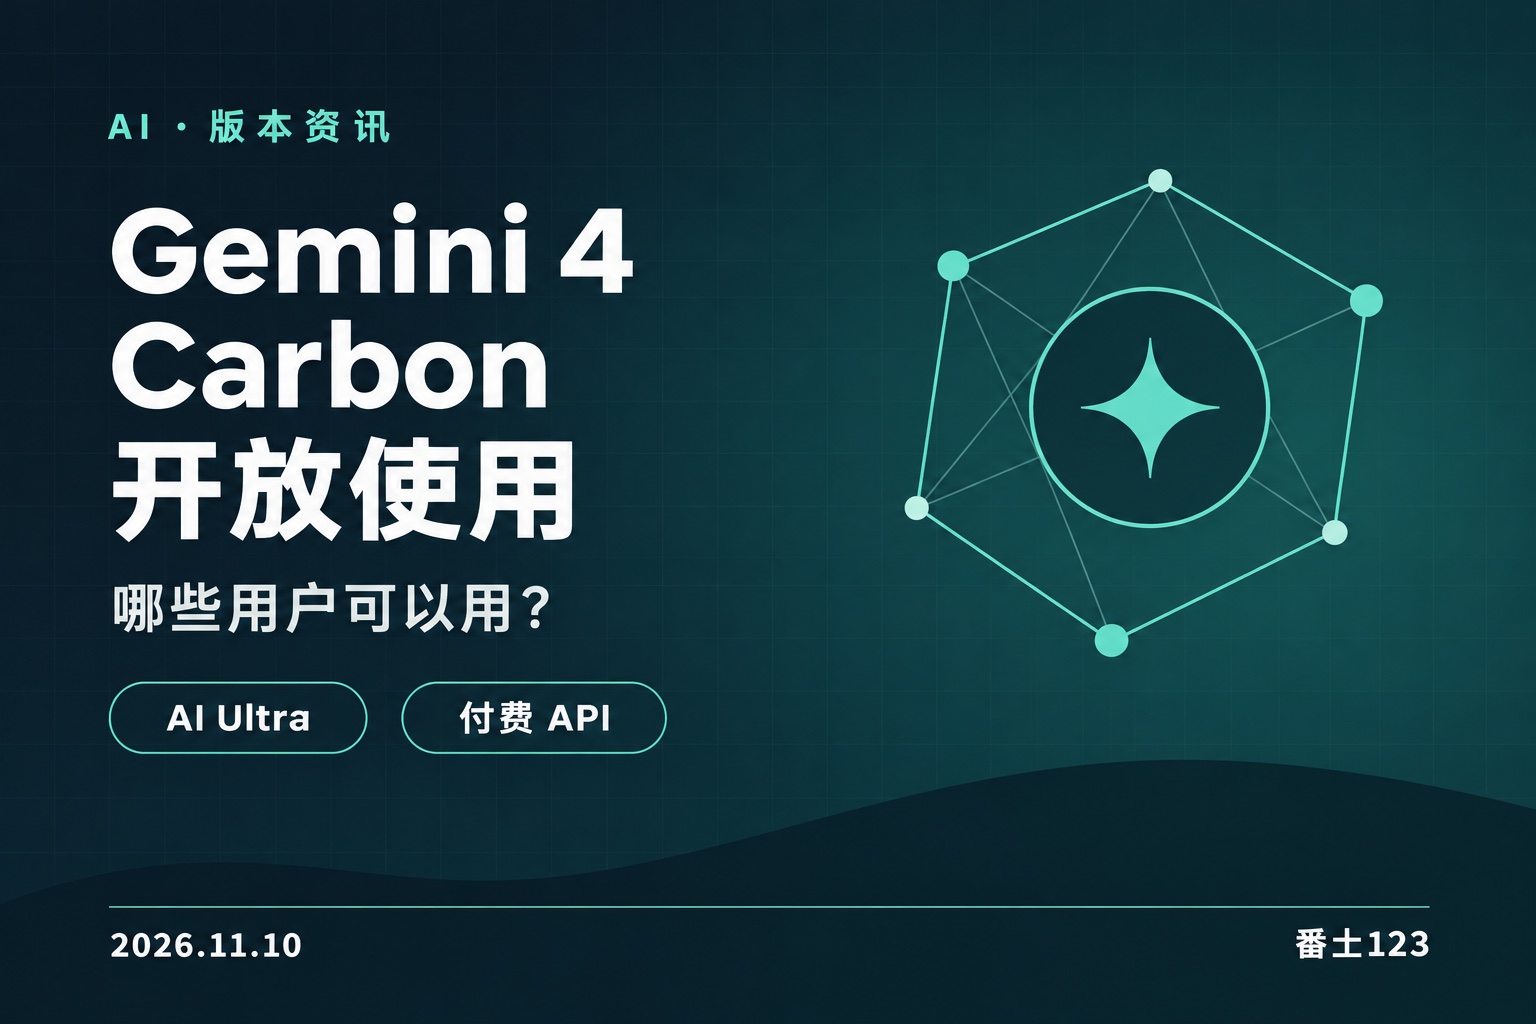 AI · 版本资讯
Gemini 4
Carbon
开放使用
哪些用户可以用？
AI Ultra
付费 API
2026.11.10
番土123